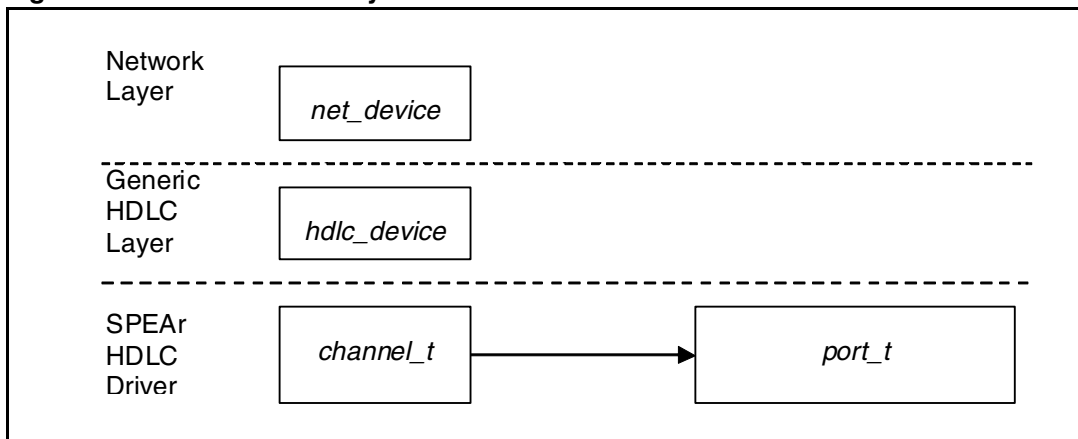 Network
Layer
net_device
Generic
HDLC
Layer
hdlc_device
SPEAr
HDLC
Driver
channel_t
port_t